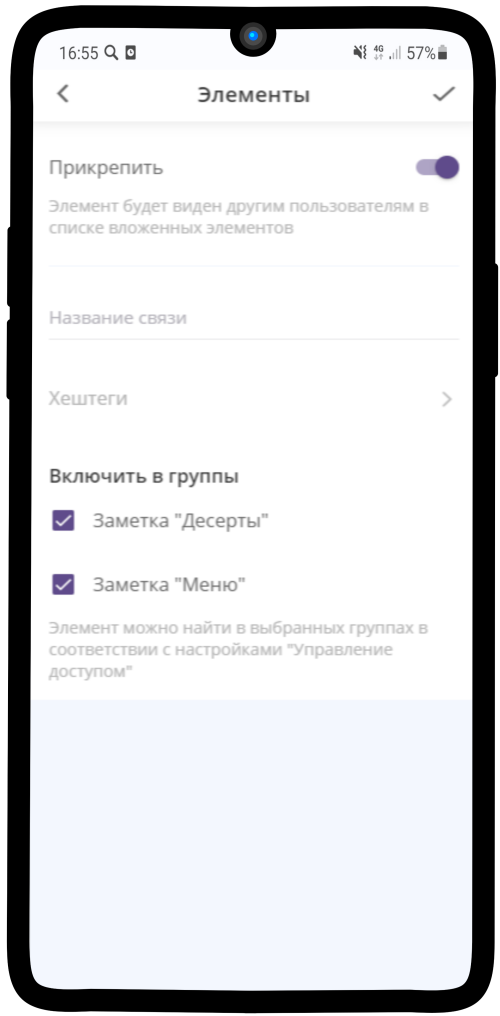 16:55 4G 57%
Элементы
Прикрепить
Элемент будет виден другим пользователям в
списке вложенных элементов
Название связи
Хештеги
Включить в группы
Заметка "Десерты"
Заметка "Меню"
Элемент можно найти в выбранных группах в
соответствии с настройками "Управление
доступом"